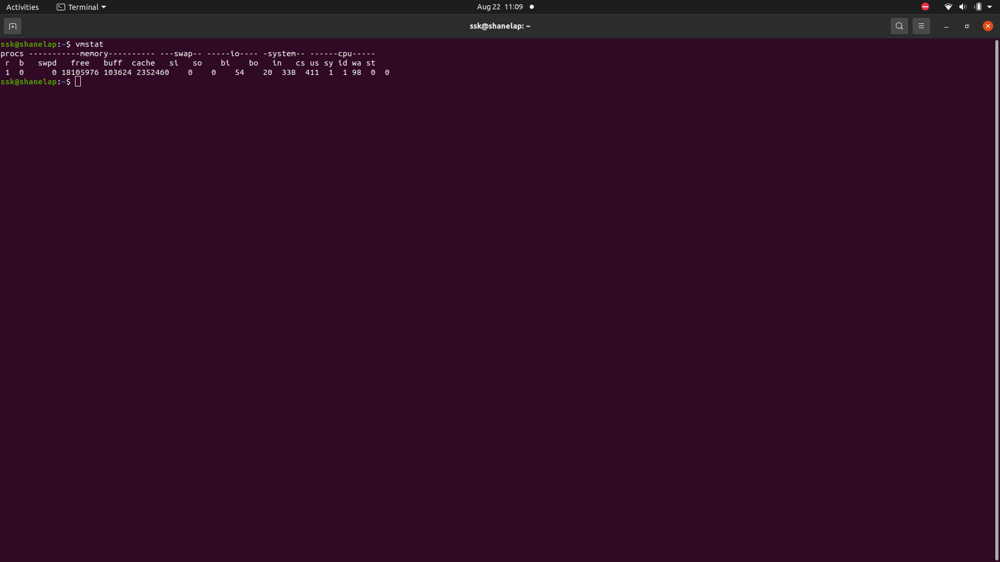 Activities Terminal Aug 22 11:09
ssk@shanelap: ~
ssk@shanelap:~$ vmstat
procs -----------memory---------- ---swap-- -----io---- -system-- ------cpu-----
 r  b   swpd   free   buff  cache   si   so    bi    bo   in   cs us sy id wa st
 1  0      0 18105976 103624 2352460    0    0    54    20  338  411  1  1 98  0  0
ssk@shanelap:~$